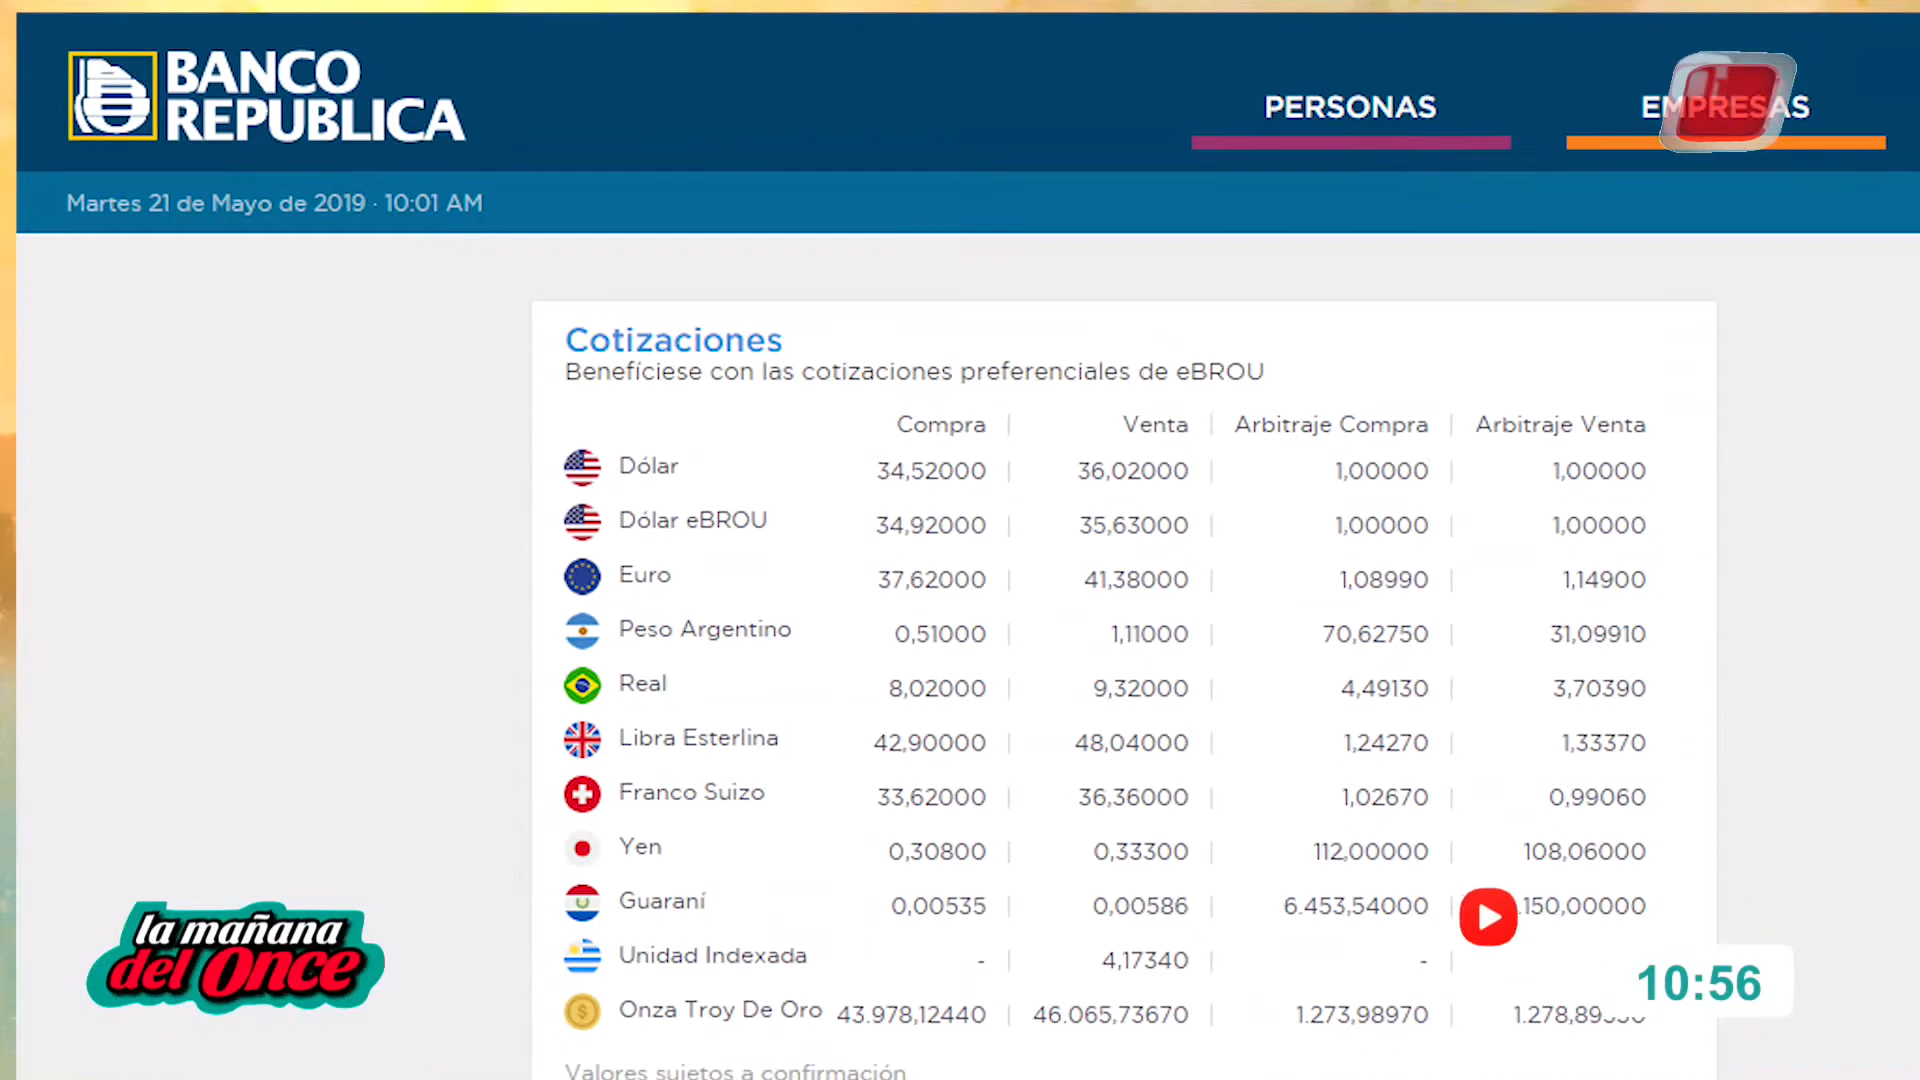 BANCO
REPUBLICA
PERSONAS
EMPRESAS
Martes 21 de Mayo de 2019 · 10:01 AM
Cotizaciones
Benefíciese con las cotizaciones preferenciales de eBROU
Compra Venta Arbitraje Compra Arbitraje Venta
Dólar 34,52000 36,02000 1,00000 1,00000
Dólar eBROU 34,92000 35,63000 1,00000 1,00000
Euro 37,62000 41,38000 1,08990 1,14900
Peso Argentino 0,51000 1,11000 70,62750 31,09910
Real 8,02000 9,32000 4,49130 3,70390
Libra Esterlina 42,90000 48,04000 1,24270 1,33370
Franco Suizo 33,62000 36,36000 1,02670 0,99060
Yen 0,30800 0,33300 112,00000 108,06000
Guaraní 0,00535 0,00586 6.453,54000 .150,00000
Unidad Indexada - 4,17340 -
Onza Troy De Oro 43.978,12440 46.065,73670 1.273,98970
Valores sujetos a confirmación
la mañana
del Once
10:56